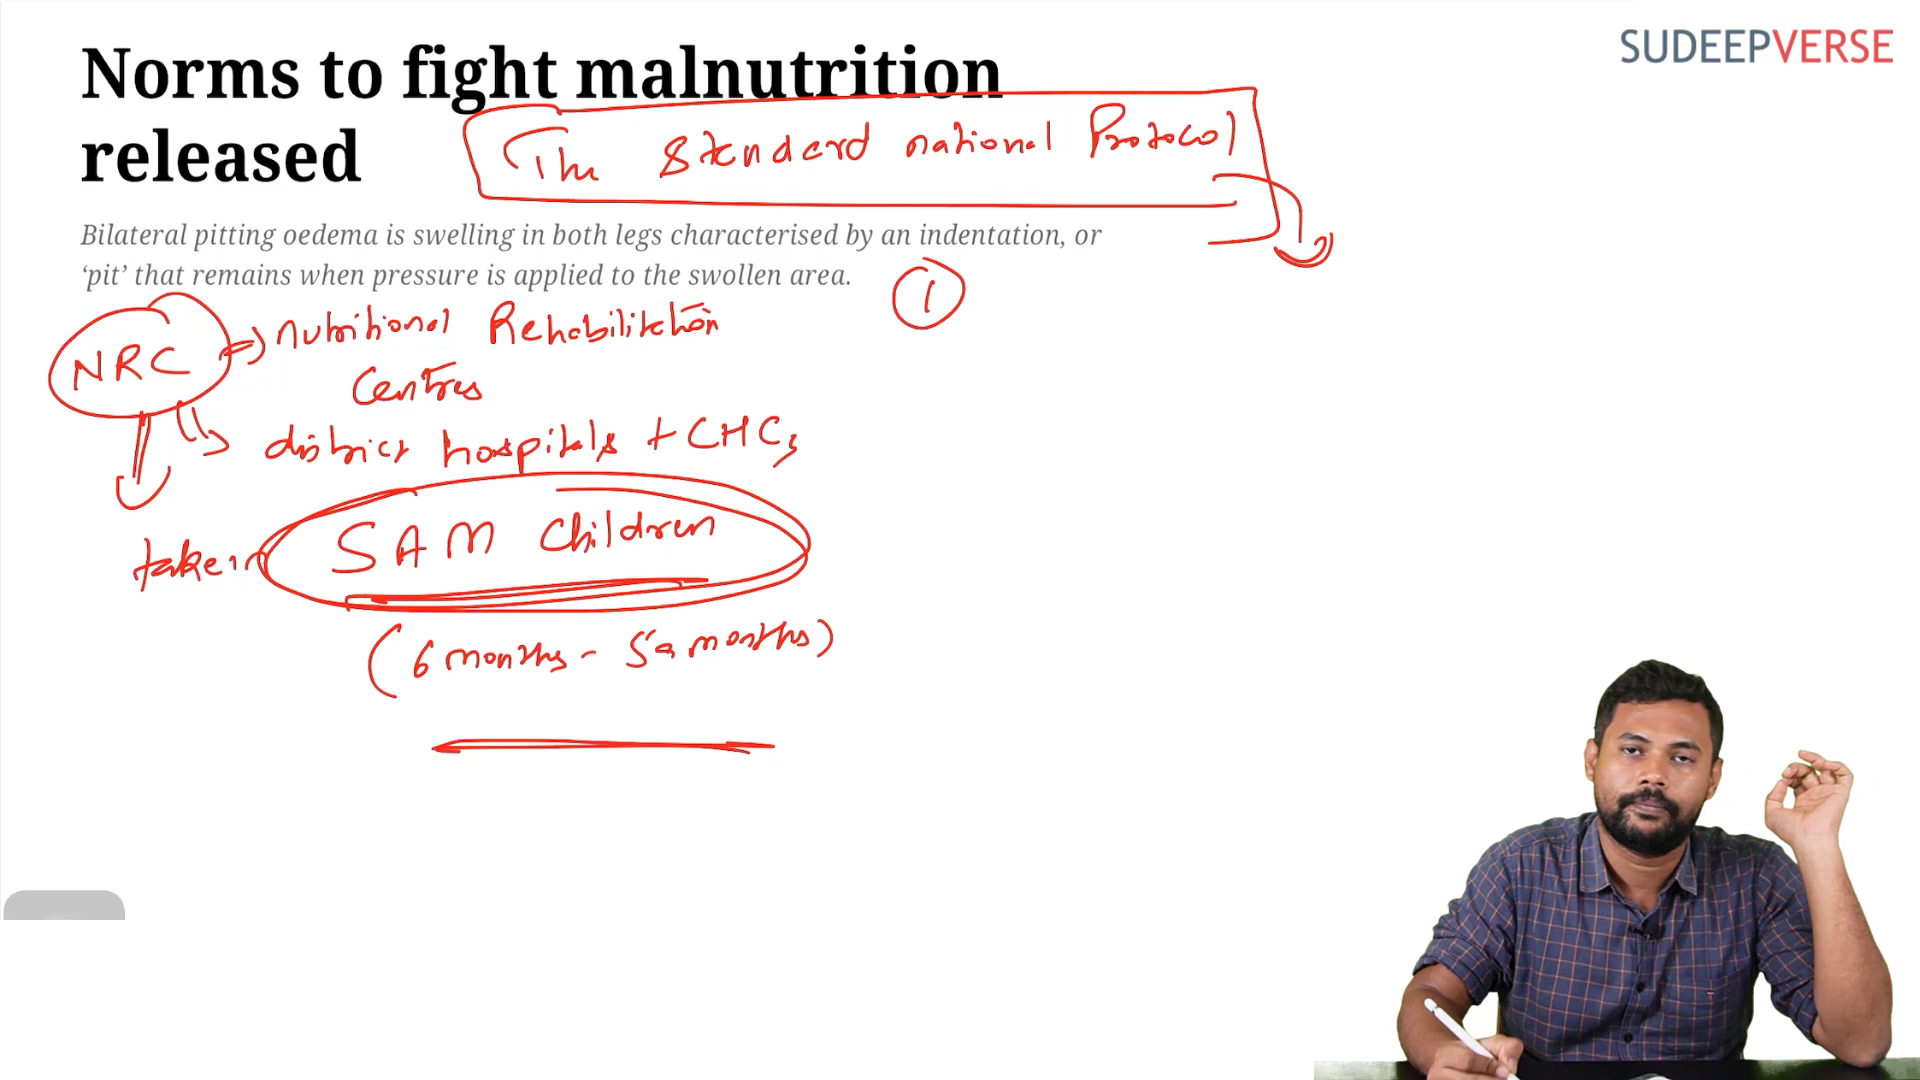 Norms to fight malnutrition
released
SUDEEPVERSE
The Standard national Protocol
Bilateral pitting oedema is swelling in both legs characterised by an indentation, or
‘pit’ that remains when pressure is applied to the swollen area.
1
NRC → nutritional Rehabilitation
Centres
district hospitals + CHCs
take in SAM Children
(6 months - 59 months)